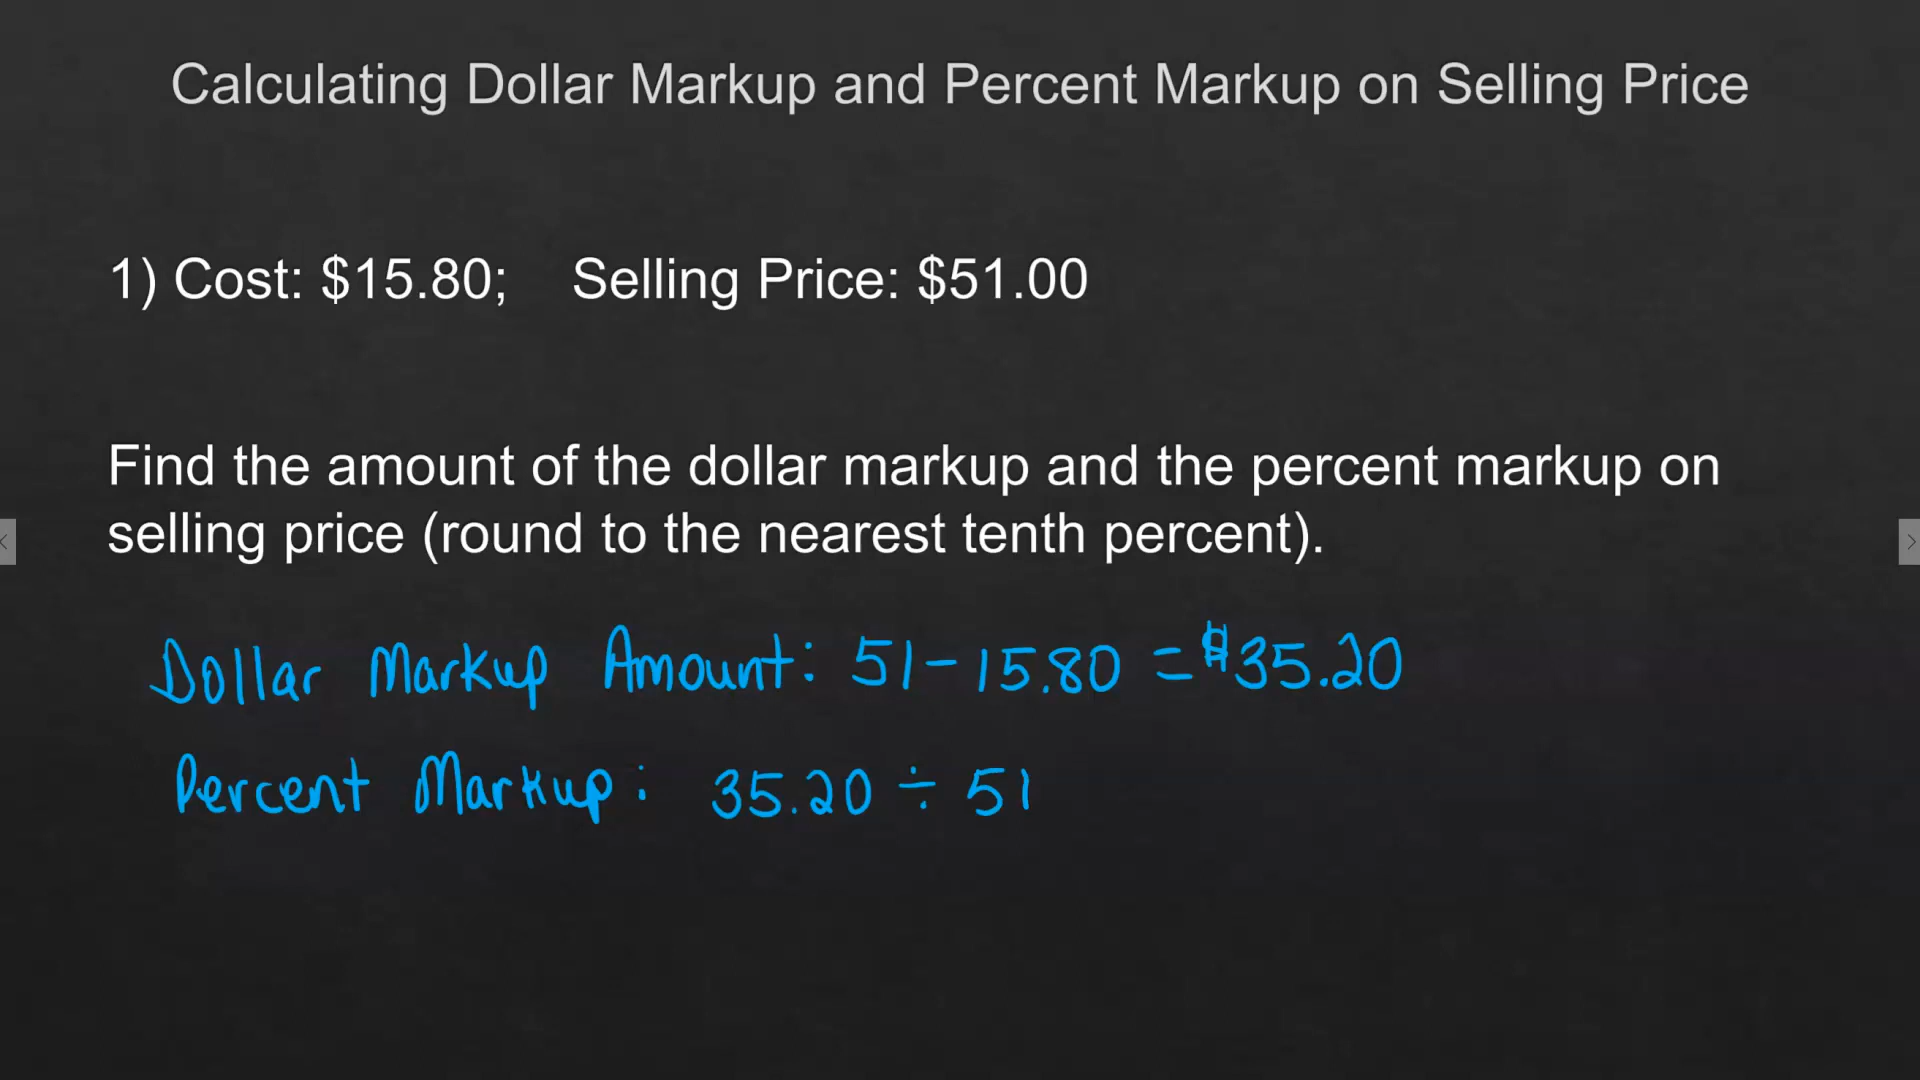 Calculating Dollar Markup and Percent Markup on Selling Price
1) Cost: $15.80; Selling Price: $51.00
Find the amount of the dollar markup and the percent markup on
selling price (round to the nearest tenth percent).
Dollar Markup Amount: 51 - 15.80 = $35.20
Percent Markup: 35.20 ÷ 51